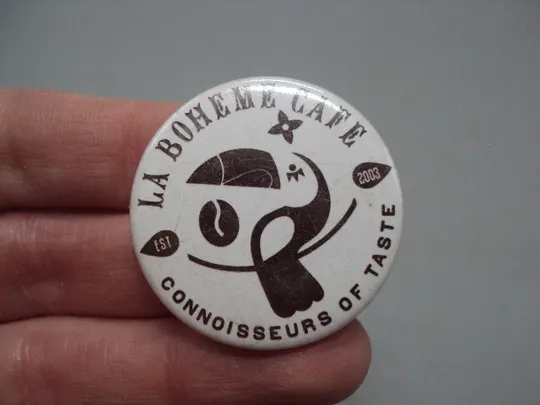 LA BOHEME CAFE
EST
2003
CONNOISSEURS OF TASTE